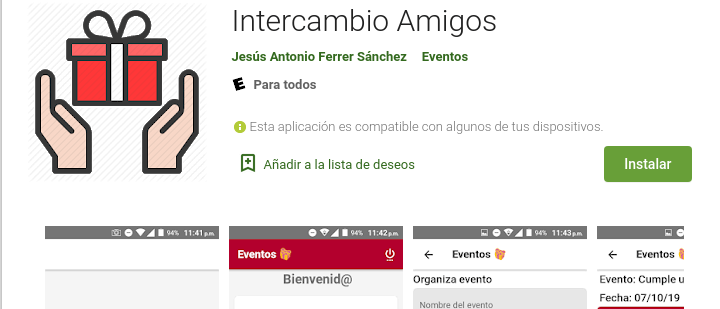 Intercambio Amigos
Jesús Antonio Ferrer Sánchez Eventos
E Para todos
Esta aplicación es compatible con algunos de tus dispositivos.
Añadir a la lista de deseos
Instalar
94% 11:41 p.m.
94% 11:42 p.m.
94% 11:43 p.m.
94%
Eventos
Bienvenid@
Eventos
Organiza evento
Nombre del evento
Eventos
Evento: Cumple u
Fecha: 07/10/19